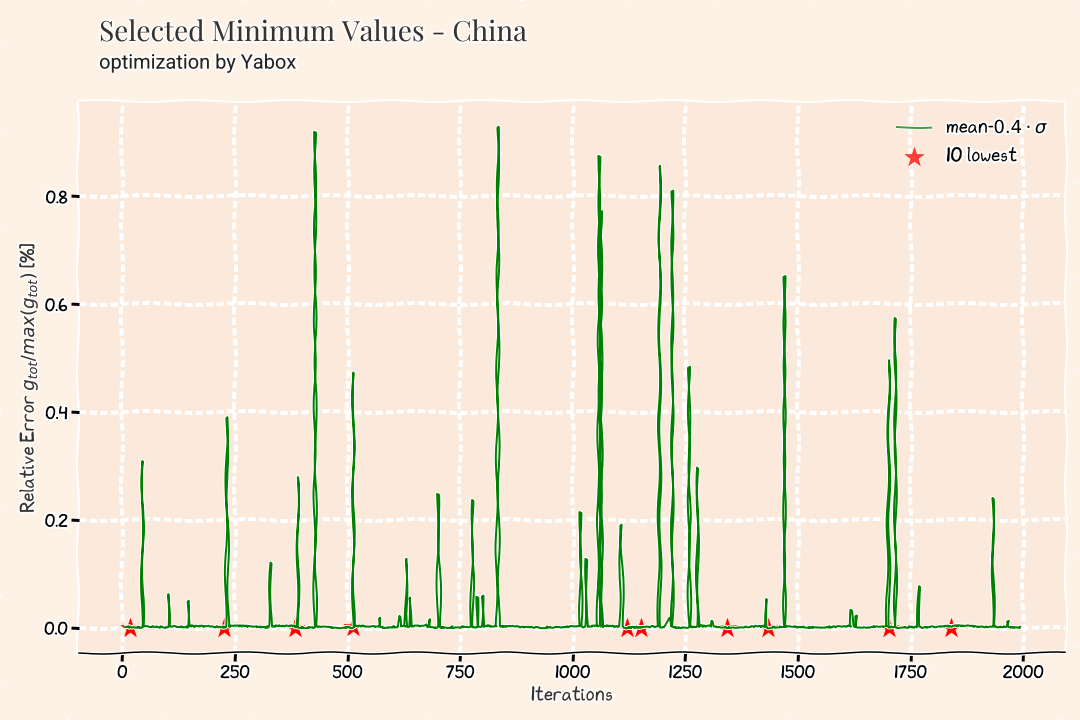 Selected Minimum Values - China
optimization by Yabox
mean-0.4 · σ
10 lowest
Relative Error g_tot/max(g_tot) [%]
0.8
0.6
0.4
0.2
0.0
0 250 500 750 1000 1250 1500 1750 2000
Iterations